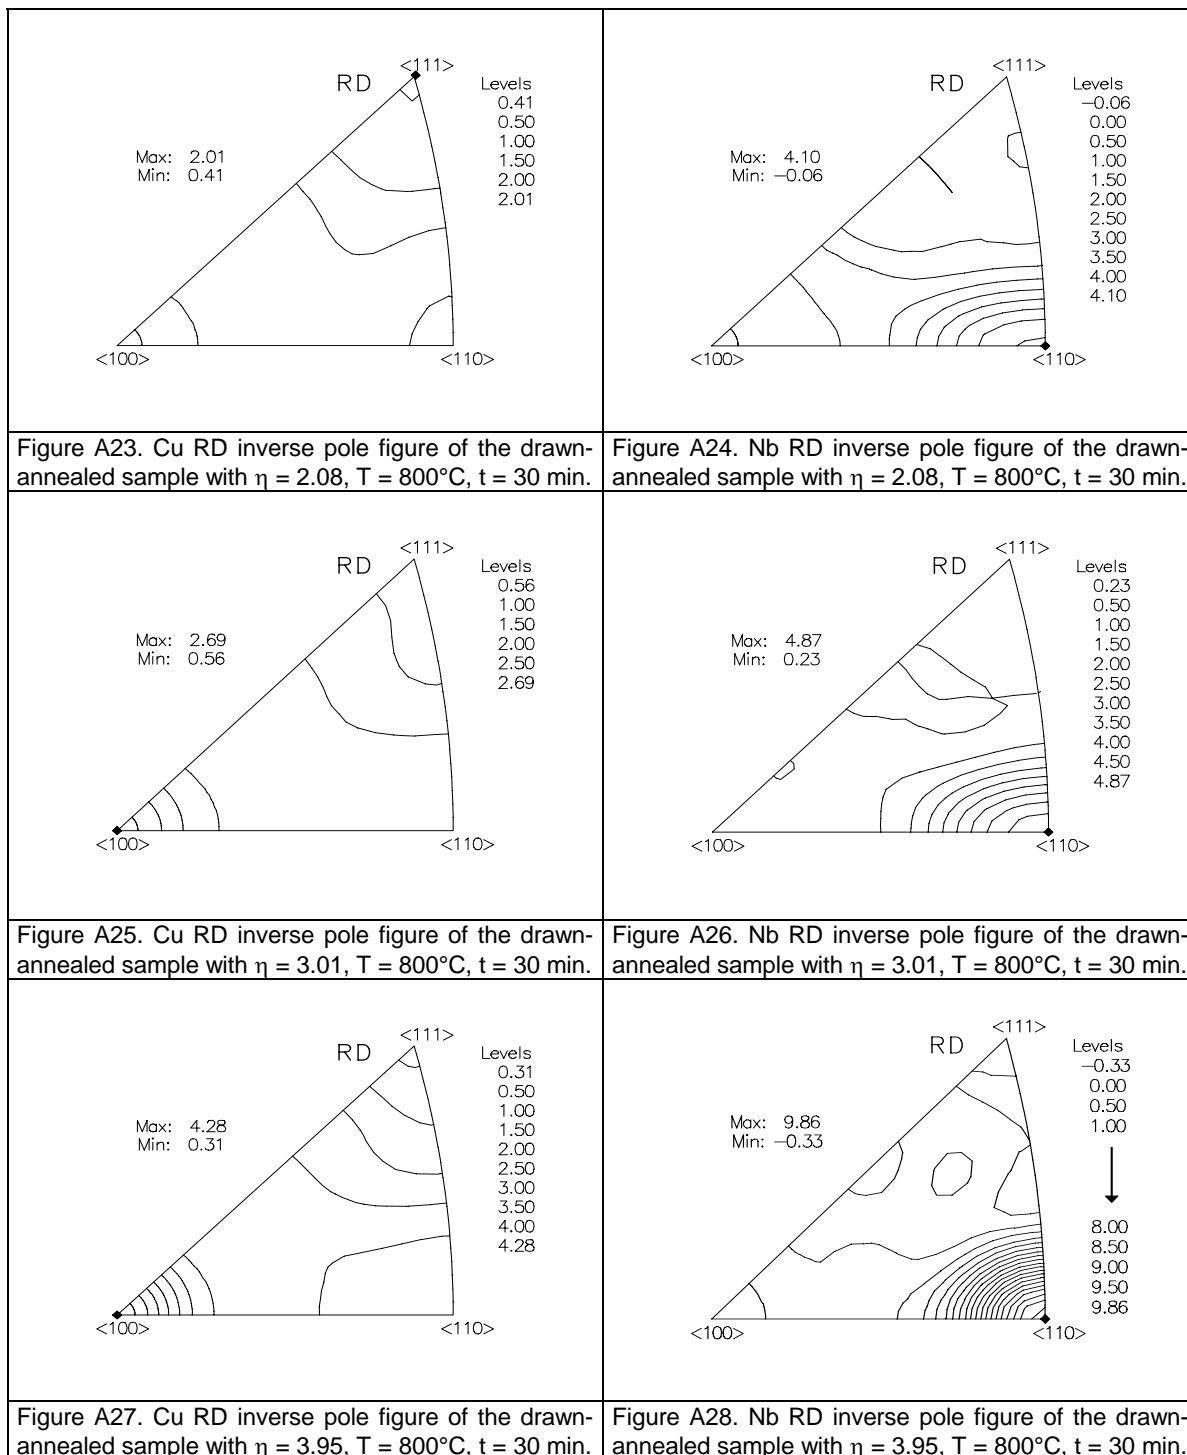 <111>
RD
Levels
0.41
0.50
1.00
1.50
2.00
2.01
Max: 2.01
Min: 0.41
<100>
<110>
Figure A23. Cu RD inverse pole figure of the drawn-
annealed sample with η = 2.08, T = 800°C, t = 30 min.
<111>
RD
Levels
−0.06
0.00
0.50
1.00
1.50
2.00
2.50
3.00
3.50
4.00
4.10
Max: 4.10
Min: −0.06
<100>
<110>
Figure A24. Nb RD inverse pole figure of the drawn-
annealed sample with η = 2.08, T = 800°C, t = 30 min.
<111>
RD
Levels
0.56
1.00
1.50
2.00
2.50
2.69
Max: 2.69
Min: 0.56
<100>
<110>
Figure A25. Cu RD inverse pole figure of the drawn-
annealed sample with η = 3.01, T = 800°C, t = 30 min.
<111>
RD
Levels
0.23
0.50
1.00
1.50
2.00
2.50
3.00
3.50
4.00
4.50
4.87
Max: 4.87
Min: 0.23
<100>
<110>
Figure A26. Nb RD inverse pole figure of the drawn-
annealed sample with η = 3.01, T = 800°C, t = 30 min.
<111>
RD
Levels
0.31
0.50
1.00
1.50
2.00
2.50
3.00
3.50
4.00
4.28
Max: 4.28
Min: 0.31
<100>
<110>
Figure A27. Cu RD inverse pole figure of the drawn-
annealed sample with η = 3.95, T = 800°C, t = 30 min.
<111>
RD
Levels
−0.33
0.00
0.50
1.00
8.00
8.50
9.00
9.50
9.86
Max: 9.86
Min: −0.33
<100>
<110>
Figure A28. Nb RD inverse pole figure of the drawn-
annealed sample with η = 3.95, T = 800°C, t = 30 min.